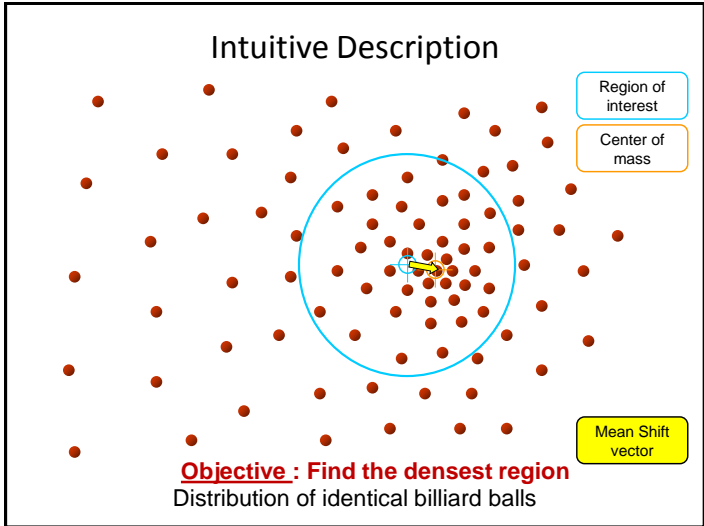 Intuitive Description
Region of
interest
Center of
mass
Mean Shift
vector
Objective : Find the densest region
Distribution of identical billiard balls